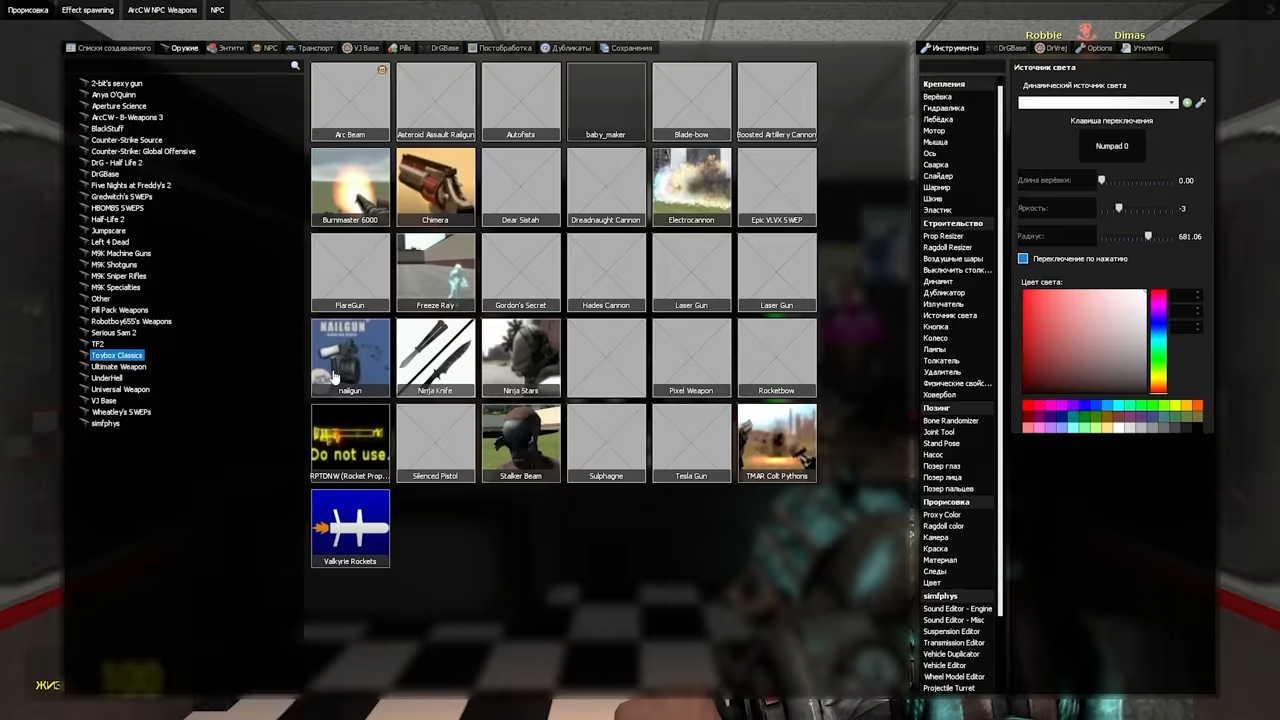 Прорисовка Effect spawning ArcCW NPC Weapons NPC
Robbie Dimas
Списки создаваемого Оружие Энтити NPC Транспорт VJ Base Pills DrGBase Постобработка Дубликаты Сохранения
2-bit's sexy gun
Anya O'Quinn
Aperture Science
ArcCW - B-Weapons 3
BlackStuff
Counter-Strike Source
Counter-Strike: Global Offensive
DrG - Half Life 2
DrGBase
Five Nights at Freddy's 2
Gredwitch's SWEPs
HBOMBS SWEPS
Half-Life 2
Jumpscare
Left 4 Dead
M9K Machine Guns
M9K Shotguns
M9K Sniper Rifles
M9K Specialties
Other
Pill Pack Weapons
Robotboy655's Weapons
Serious Sam 2
TF2
Toybox Classics
Ultimate Weapon
UnderHell
Universal Weapon
VJ Base
Wheatley's SWEPs
simfphys
Arc Beam Asteroid Assault Railgun Autofists baby_maker Blade-bow Boosted Artillery Cannon
Burnmaster 6000 Chimera Dear Sistah Dreadnaught Cannon Electrocannon Epic VLVX SWEP
FlareGun Freeze Ray Gordon's Secret Hades Cannon Laser Gun Laser Gun
NAILGUN
nailgun Ninja Knife Ninja Stars Pixel Weapon Rocketbow
Do not use.
RPTDNW (Rocket Prop... Silenced Pistol Stalker Beam Sulphagne Tesla Gun TMAR Colt Pythons
Valkyrie Rockets
Инструменты DrGBase DrVrej Options Утилиты
Крепления
Верёвка
Гидравлика
Лебёдка
Мотор
Мышца
Ось
Сварка
Слайдер
Шарнир
Шкив
Эластик
Строительство
Prop Resizer
Ragdoll Resizer
Воздушные шары
Выключить столк...
Динамит
Дубликатор
Излучатель
Источник света
Кнопка
Колесо
Лампы
Толкатель
Удалитель
Физические свойс...
Ховербол
Позинг
Bone Randomizer
Joint Tool
Stand Pose
Насос
Позер глаз
Позер лица
Позер пальцев
Прорисовка
Proxy Color
Ragdoll color
Камера
Краска
Материал
Следы
Цвет
simfphys
Sound Editor - Engine
Sound Editor - Misc
Suspension Editor
Transmission Editor
Vehicle Duplicator
Vehicle Editor
Wheel Model Editor
Projectile Turret
Источник света
Динамический источник света
Клавиша переключения
Numpad 0
Длина верёвки: 0.00
Яркость: -3
Радиус: 681.06
Переключение по нажатию
Цвет света: